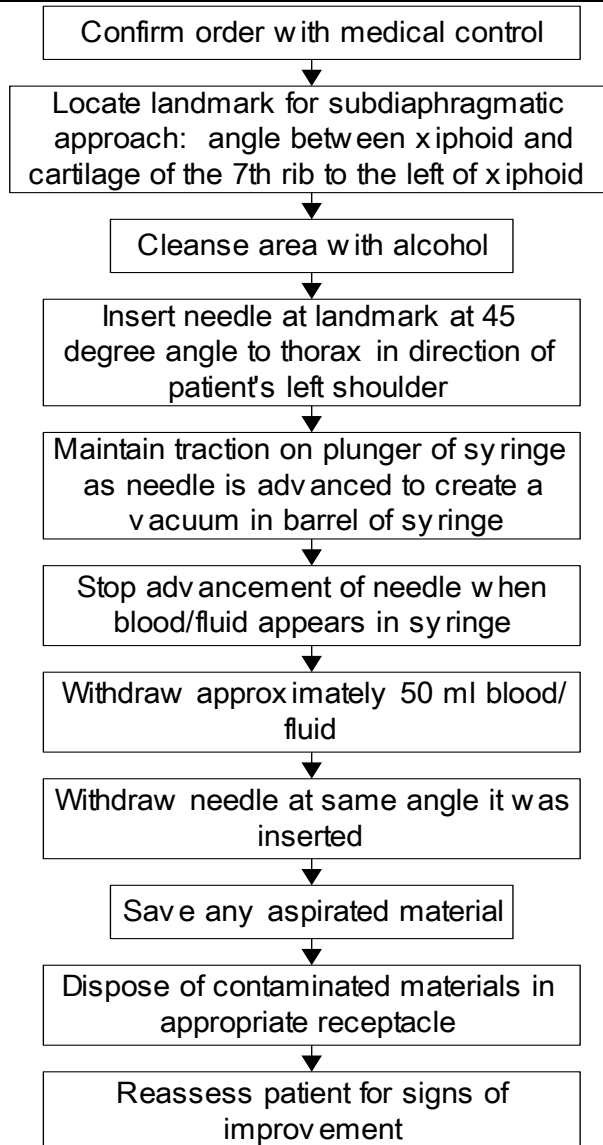 Confirm order with medical control
Locate landmark for subdiaphragmatic
approach: angle between xiphoid and
cartilage of the 7th rib to the left of xiphoid
Cleanse area with alcohol
Insert needle at landmark at 45
degree angle to thorax in direction of
patient's left shoulder
Maintain traction on plunger of syringe
as needle is advanced to create a
vacuum in barrel of syringe
Stop advancement of needle when
blood/fluid appears in syringe
Withdraw approximately 50 ml blood/
fluid
Withdraw needle at same angle it was
inserted
Save any aspirated material
Dispose of contaminated materials in
appropriate receptacle
Reassess patient for signs of
improvement